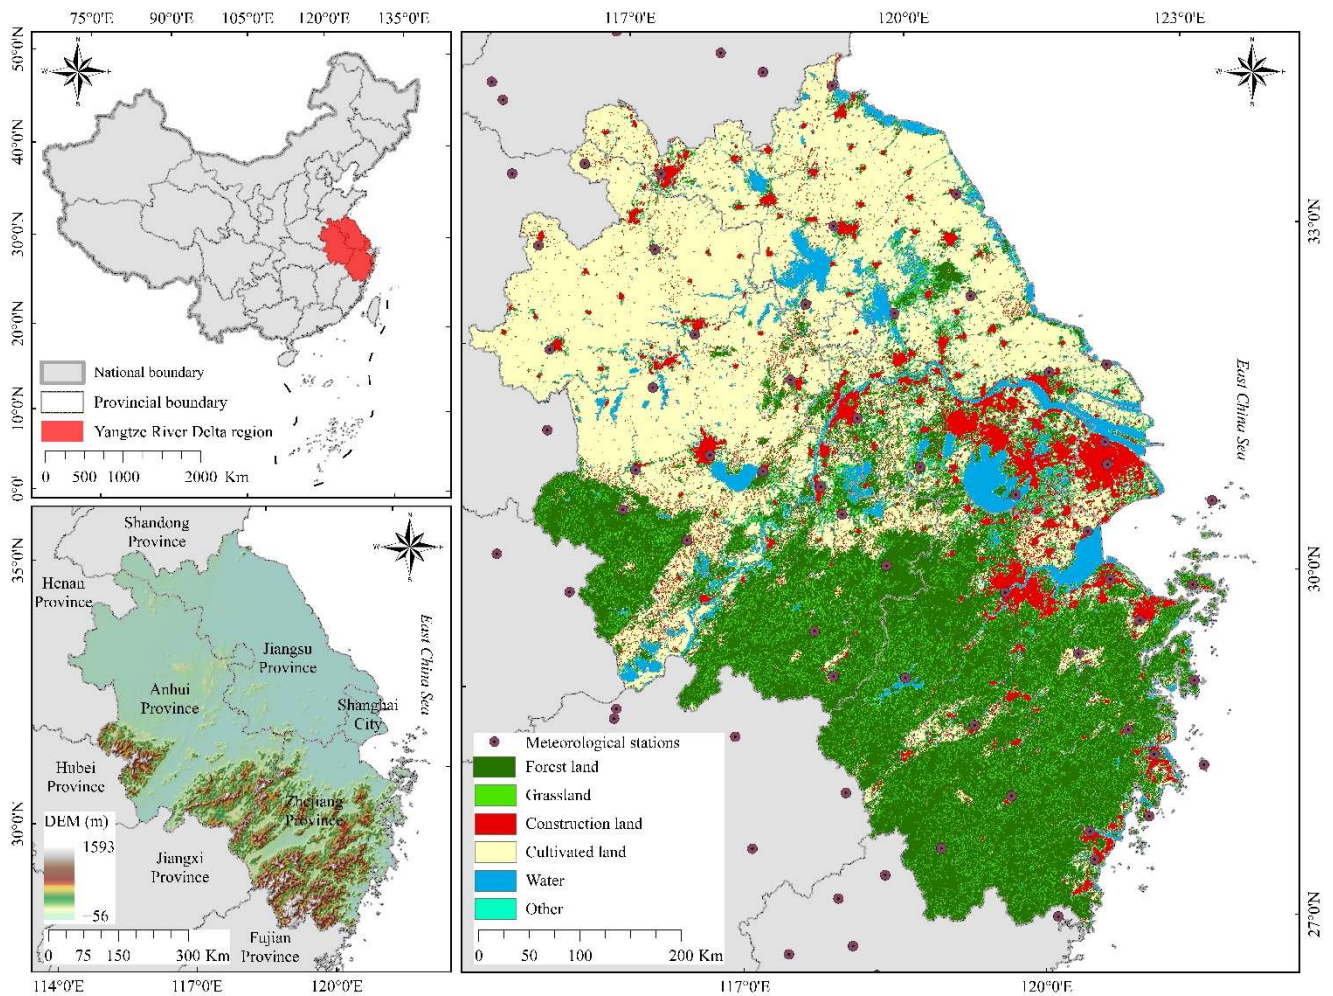 75°0′E 90°0′E 105°0′E 120°0′E 135°0′E
50°0′N
40°0′N
30°0′N
20°0′N
10°0′N
0°0′
N
W
S
National boundary
Provincial boundary
Yangtze River Delta region
0 500 1000 2000 Km
Shandong
Province
Henan
Province
Jiangsu
Province
Anhui
Province
Shanghai
City
Hubei
Province
Zhejiang
Province
Jiangxi
Province
Fujian
Province
East China Sea
N
W E
S
35°0′N
30°0′N
DEM (m)
1593
−56
0 75 150 300 Km
114°0′E 117°0′E 120°0′E
117°0′E 120°0′E 123°0′E
N
W E
S
33°0′N
30°0′N
27°0′N
East China Sea
Meteorological stations
Forest land
Grassland
Construction land
Cultivated land
Water
Other
0 50 100 200 Km
117°0′E 120°0′E